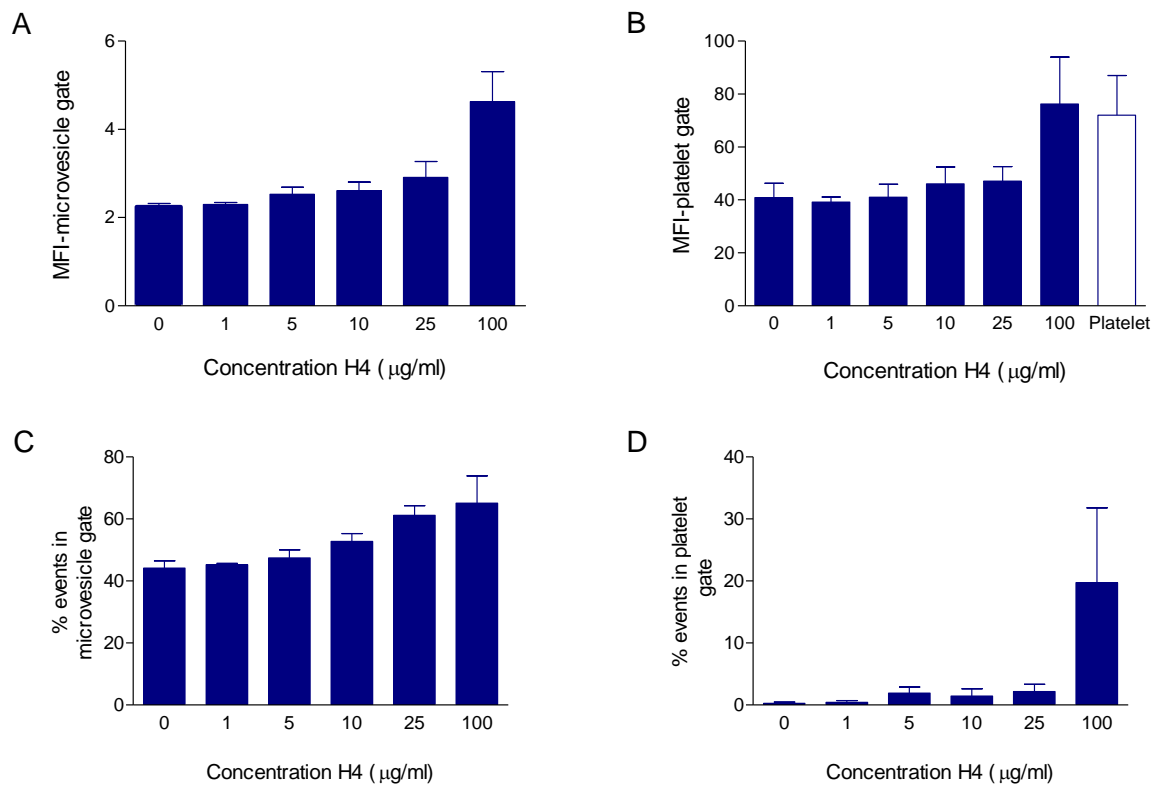 A
MFI-microvesicle gate
6
4
2
0
0 1 5 10 25 100
Concentration H4 ( μg/ml)
B
MFI-platelet gate
100
80
60
40
20
0
0 1 5 10 25 100 Platelet
Concentration H4 ( μg/ml)
C
% events in
microvesicle gate
80
60
40
20
0
0 1 5 10 25 100
Concentration H4 ( μg/ml)
D
% events in platelet
gate
40
30
20
10
0
0 1 5 10 25 100
Concentration H4 ( μg/ml)